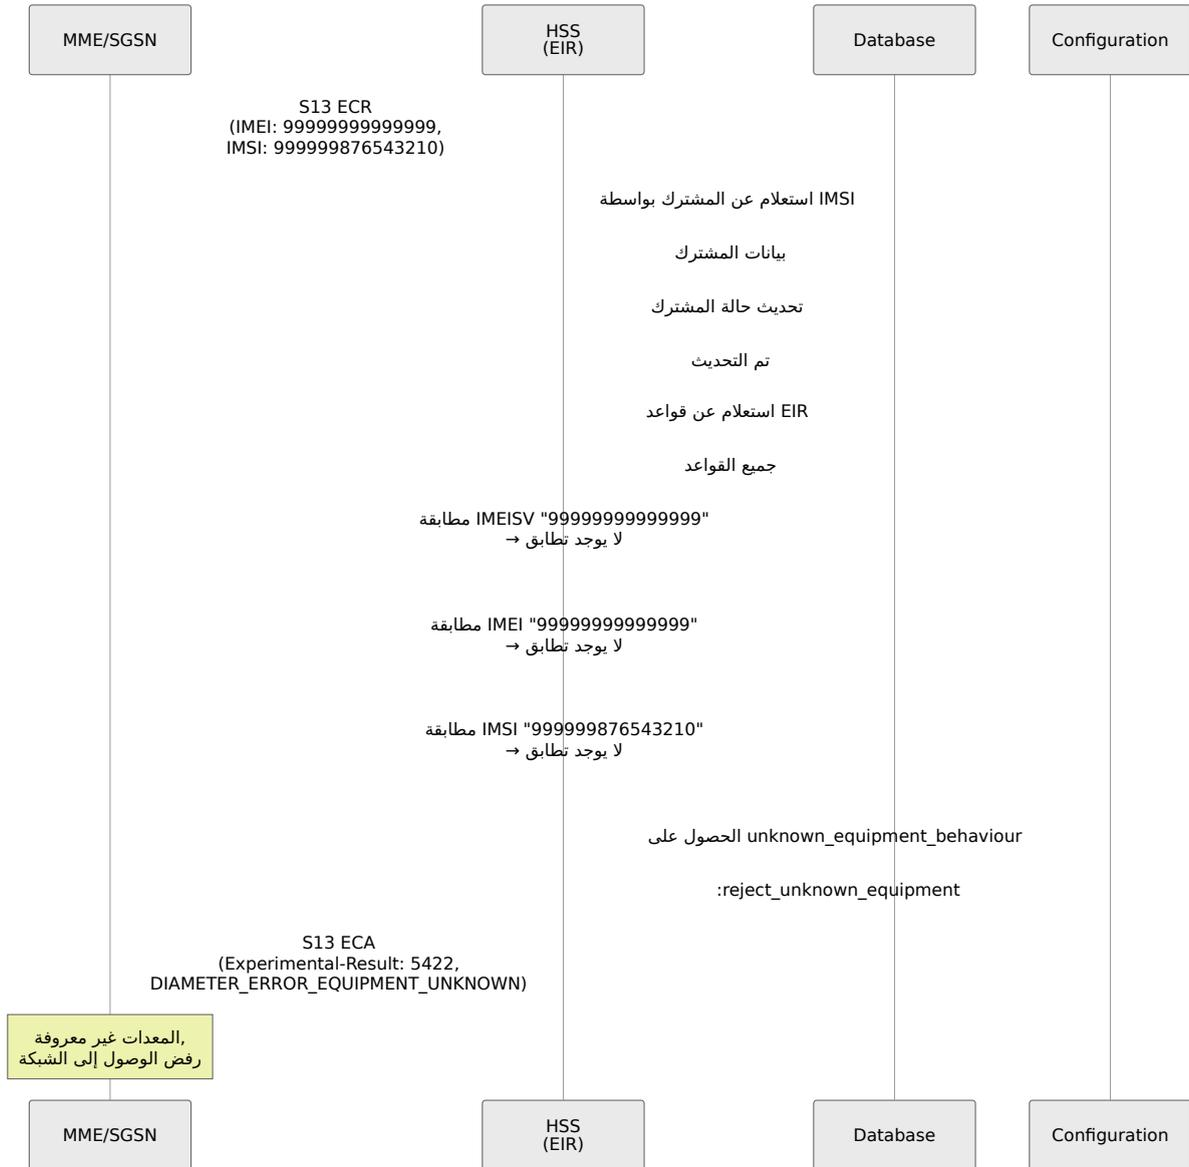 MME/SGSN
HSS
(EIR)
Database
Configuration
S13 ECR
(IMEI: 99999999999999,
IMSI: 999999876543210)
استعلام عن المشترك بواسطة IMSI
بيانات المشترك
تحديث حالة المشترك
تم التحديث
استعلام عن قواعد EIR
جميع القواعد
مطابقة IMEISV "99999999999999"
→ لا يوجد تطابق
مطابقة IMEI "99999999999999"
→ لا يوجد تطابق
مطابقة IMSI "999999876543210"
→ لا يوجد تطابق
الحصول على unknown_equipment_behaviour
:reject_unknown_equipment
S13 ECA
(Experimental-Result: 5422,
DIAMETER_ERROR_EQUIPMENT_UNKNOWN)
المعدات غير معروفة,
رفض الوصول إلى الشبكة
MME/SGSN
HSS
(EIR)
Database
Configuration